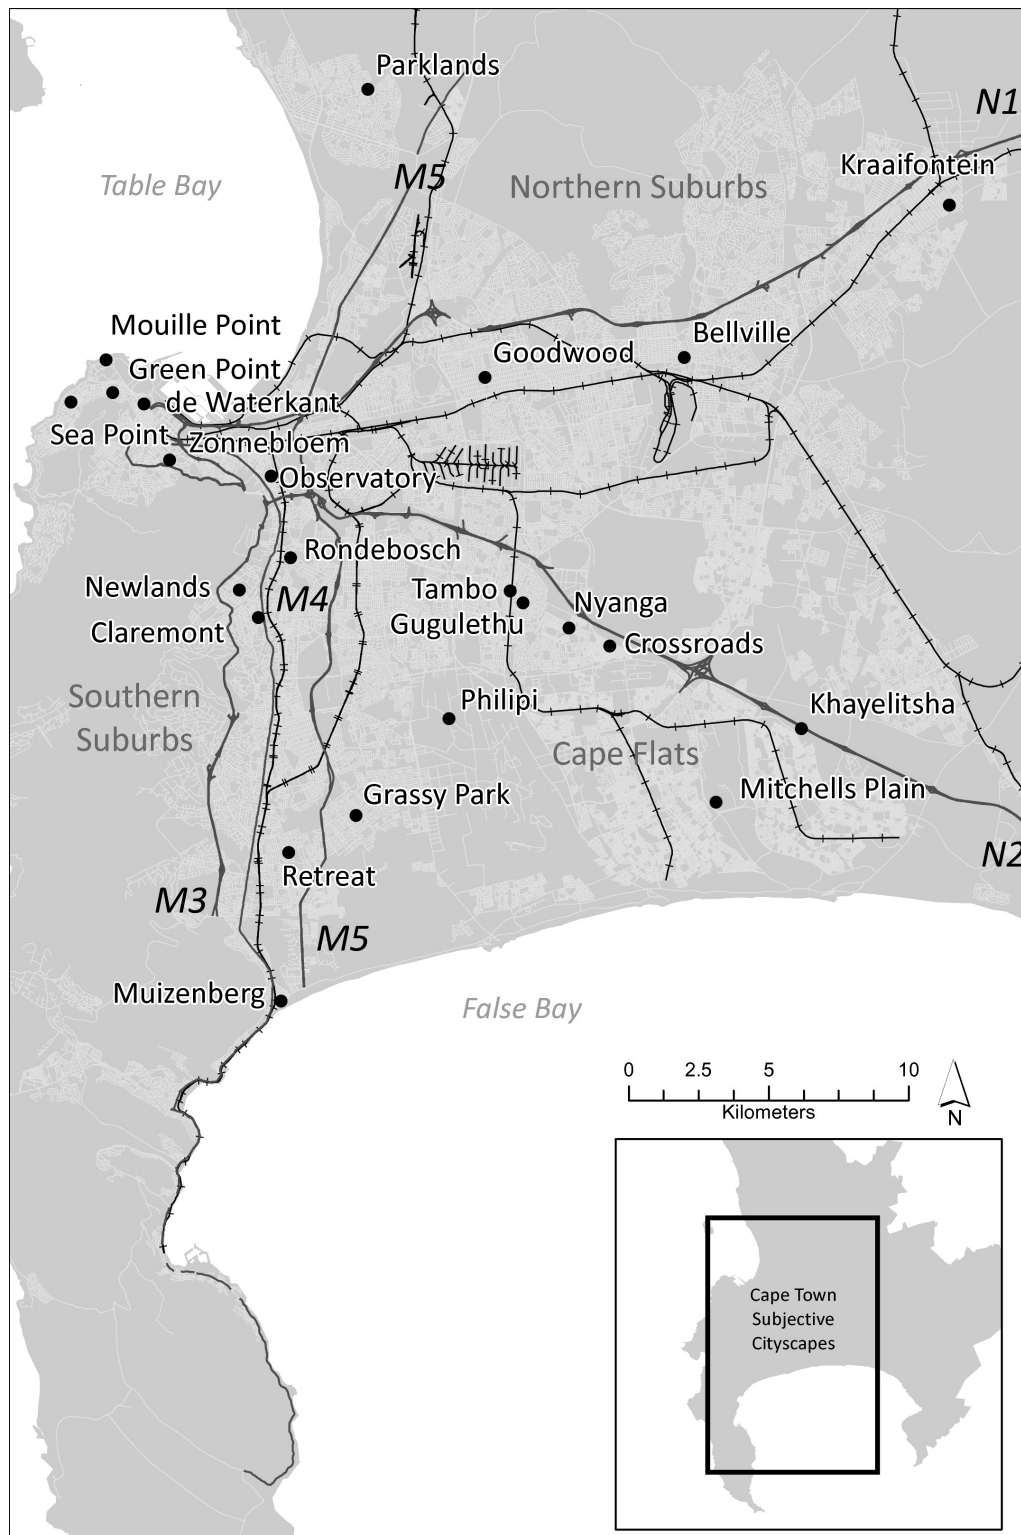 Parklands
N1
Kraaifontein
M5
Table Bay
Northern Suburbs
Mouille Point
Bellville
Goodwood
Green Point
de Waterkant
Sea Point
Zonnebloem
Observatory
Rondebosch
Newlands
M4
Tambo
Nyanga
Claremont
Gugulethu
Crossroads
Southern
Suburbs
Philipi
Khayelitsha
Cape Flats
Grassy Park
Mitchells Plain
N2
Retreat
M3
M5
Muizenberg
False Bay
0 2.5 5 10
Kilometers
N
Cape Town
Subjective
Cityscapes